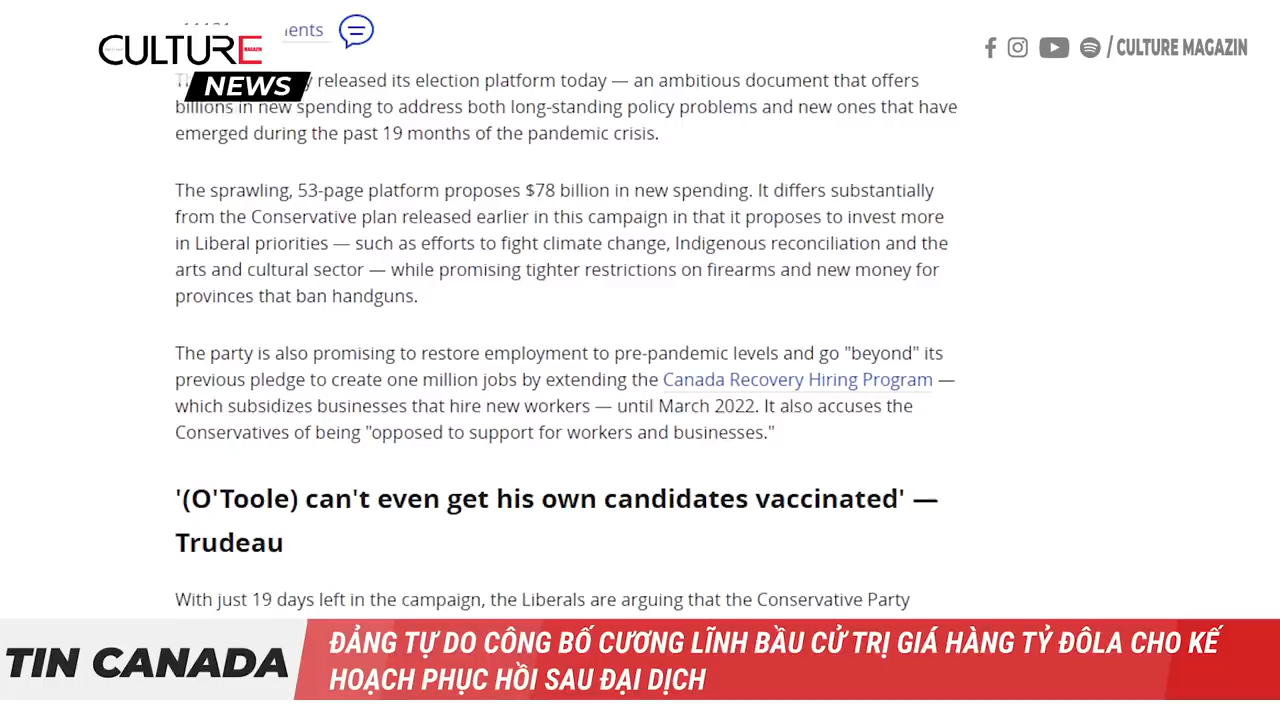 ents
CULTURE
MAGAZIN
NEWS
/ CULTURE MAGAZIN
released its election platform today — an ambitious document that offers
billions in new spending to address both long-standing policy problems and new ones that have
emerged during the past 19 months of the pandemic crisis.
The sprawling, 53-page platform proposes $78 billion in new spending. It differs substantially
from the Conservative plan released earlier in this campaign in that it proposes to invest more
in Liberal priorities — such as efforts to fight climate change, Indigenous reconciliation and the
arts and cultural sector — while promising tighter restrictions on firearms and new money for
provinces that ban handguns.
The party is also promising to restore employment to pre-pandemic levels and go "beyond" its
previous pledge to create one million jobs by extending the Canada Recovery Hiring Program —
which subsidizes businesses that hire new workers — until March 2022. It also accuses the
Conservatives of being "opposed to support for workers and businesses."
'(O'Toole) can't even get his own candidates vaccinated' —
Trudeau
With just 19 days left in the campaign, the Liberals are arguing that the Conservative Party
TIN CANADA
ĐẢNG TỰ DO CÔNG BỐ CƯƠNG LĨNH BẦU CỬ TRỊ GIÁ HÀNG TỶ ĐÔLA CHO KẾ
HOẠCH PHỤC HỒI SAU ĐẠI DỊCH